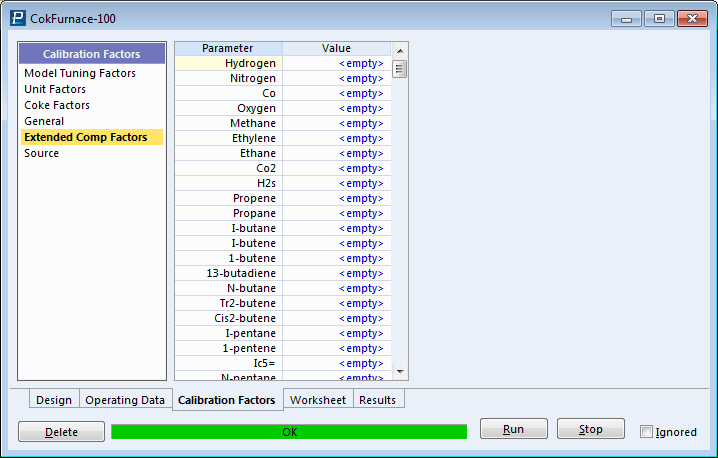 CokFurnace-100
Calibration Factors
Model Tuning Factors
Unit Factors
Coke Factors
General
Extended Comp Factors
Source
Parameter Value
Hydrogen <empty>
Nitrogen <empty>
Co <empty>
Oxygen <empty>
Methane <empty>
Ethylene <empty>
Ethane <empty>
Co2 <empty>
H2s <empty>
Propene <empty>
Propane <empty>
I-butane <empty>
I-butene <empty>
1-butene <empty>
13-butadiene <empty>
N-butane <empty>
Tr2-butene <empty>
Cis2-butene <empty>
I-pentane <empty>
1-pentene <empty>
Ic5= <empty>
N-pentane <empty>
Design Operating Data Calibration Factors Worksheet Results
Delete OK Run Stop Ignored